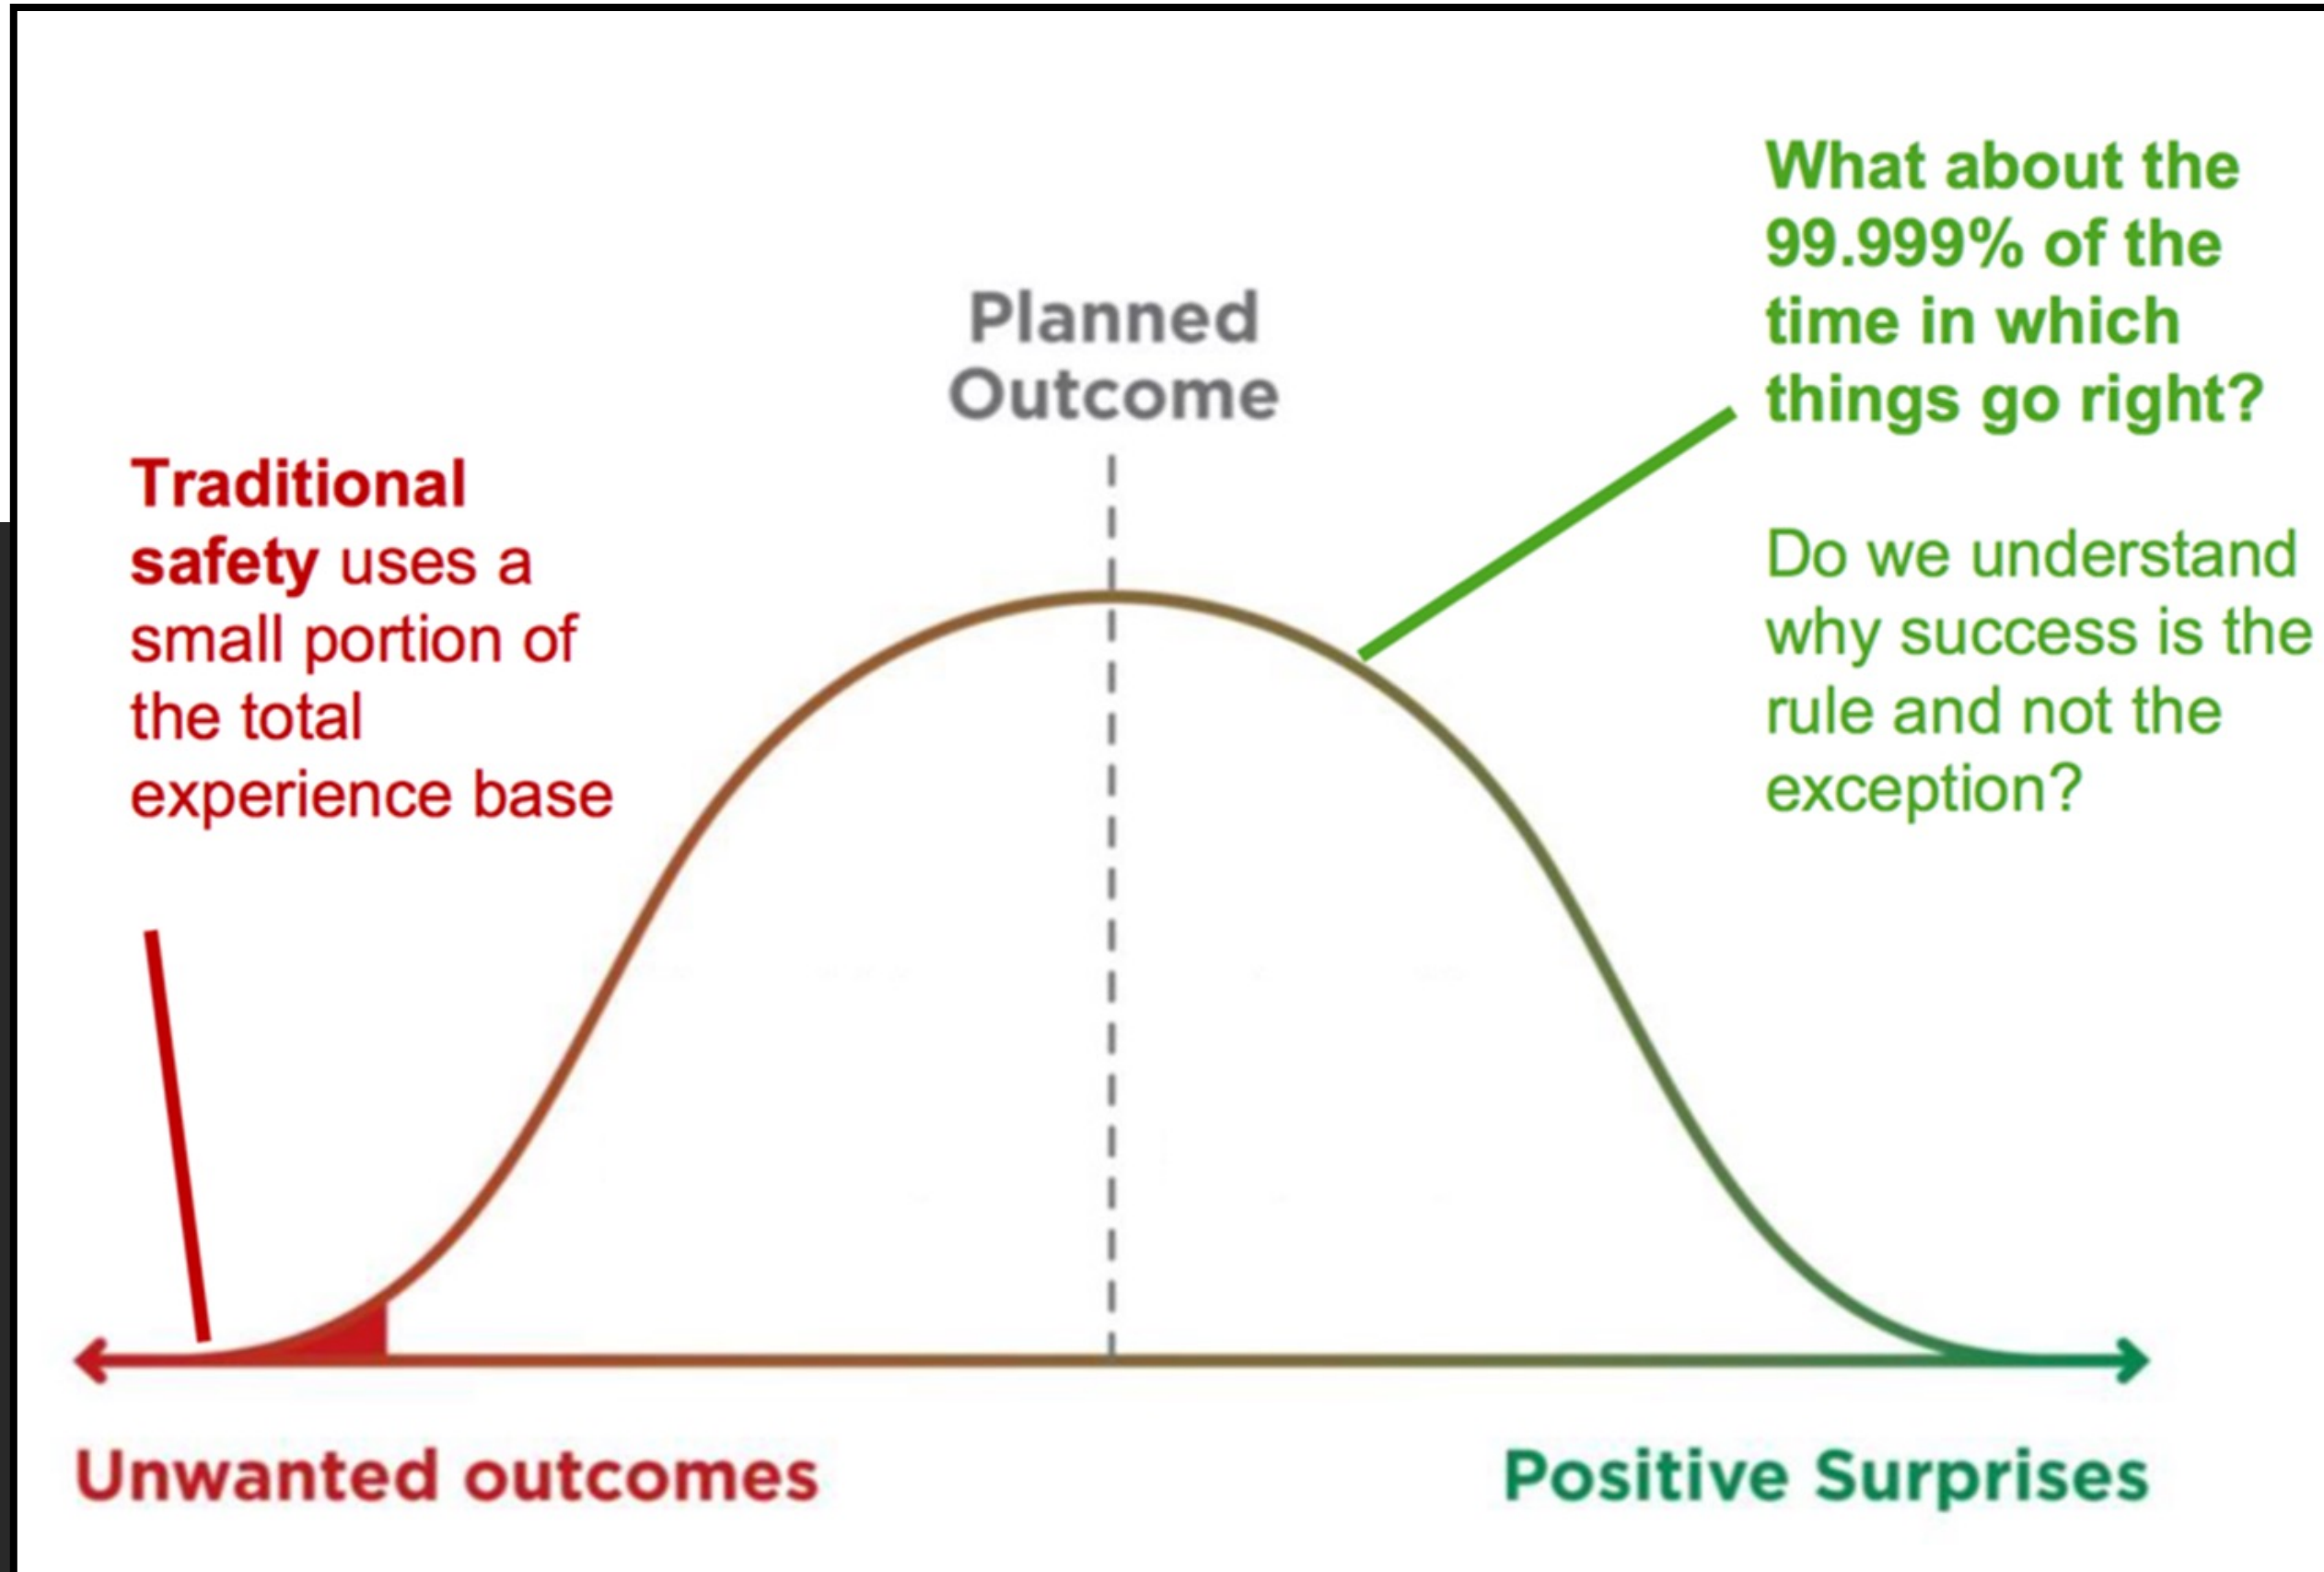 What about the
99.999% of the
time in which
things go right?
Do we understand
why success is the
rule and not the
exception?
Planned
Outcome
Traditional
safety uses a
small portion of
the total
experience base
Unwanted outcomes
Positive Surprises